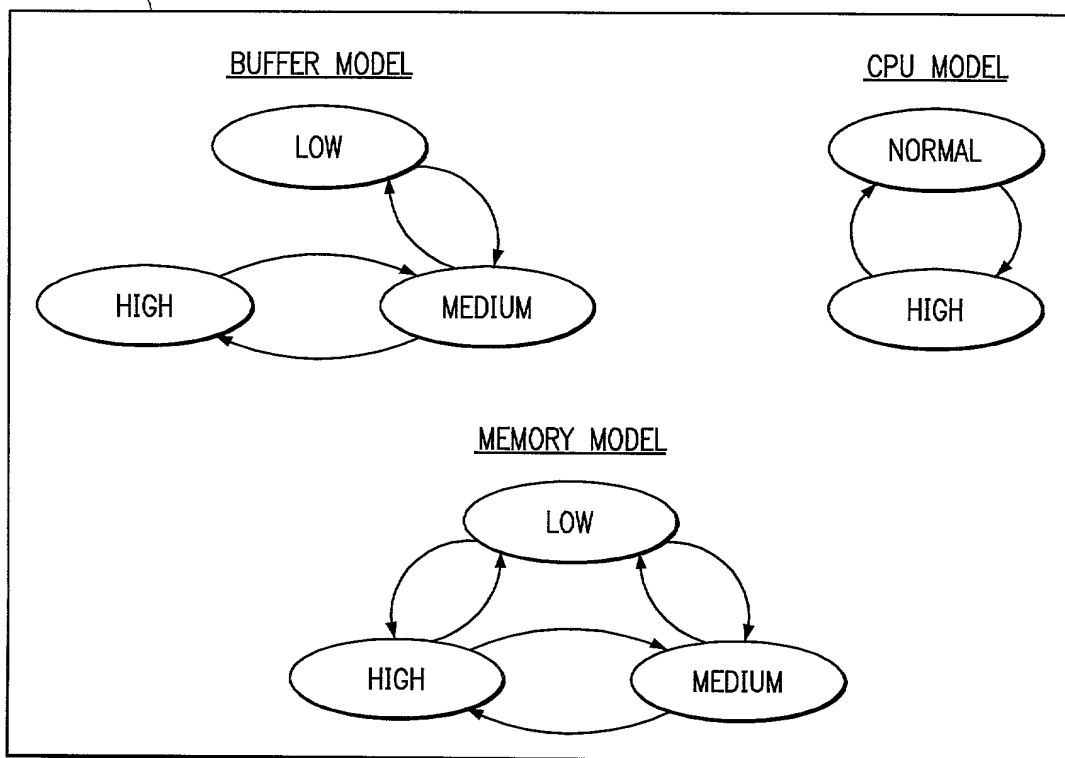 BUFFER MODEL
LOW
HIGH
MEDIUM
CPU MODEL
NORMAL
HIGH
MEMORY MODEL
LOW
HIGH
MEDIUM